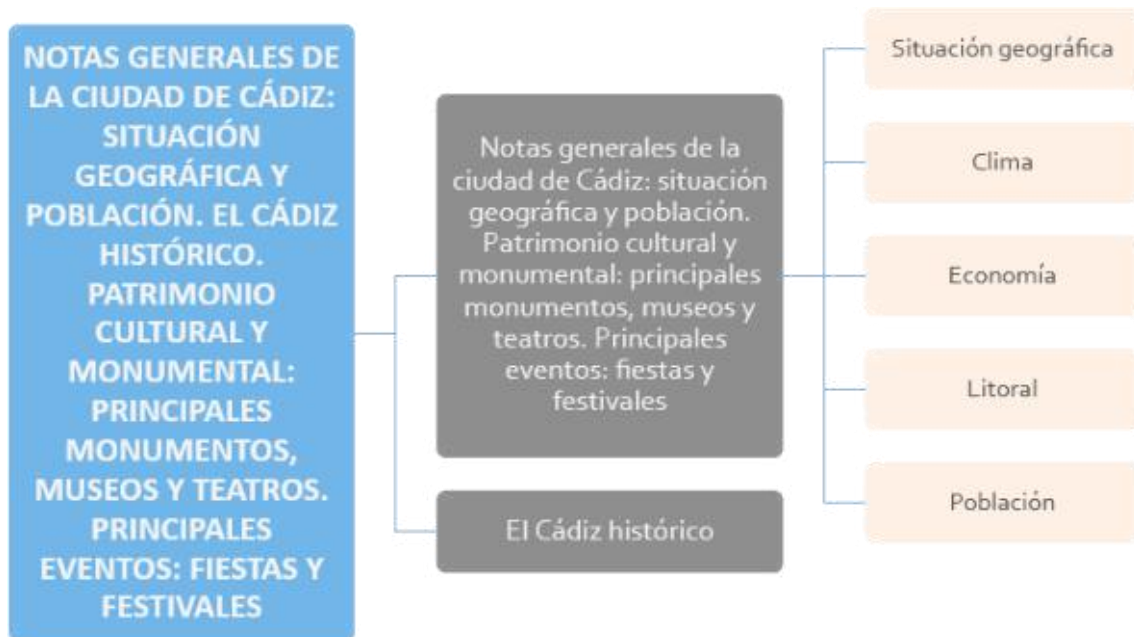 NOTAS GENERALES DE
LA CIUDAD DE CÁDIZ:
SITUACIÓN
GEOGRÁFICA Y
POBLACIÓN. EL CÁDIZ
HISTÓRICO.
PATRIMONIO
CULTURAL Y
MONUMENTAL:
PRINCIPALES
MONUMENTOS,
MUSEOS Y TEATROS.
PRINCIPALES
EVENTOS: FIESTAS Y
FESTIVALES
Notas generales de la
ciudad de Cádiz: situación
geográfica y población.
Patrimonio cultural y
monumental: principales
monumentos, museos y
teatros. Principales
eventos: fiestas y
festivales
Situación geográfica
Clima
Economía
Litoral
Población
El Cádiz histórico